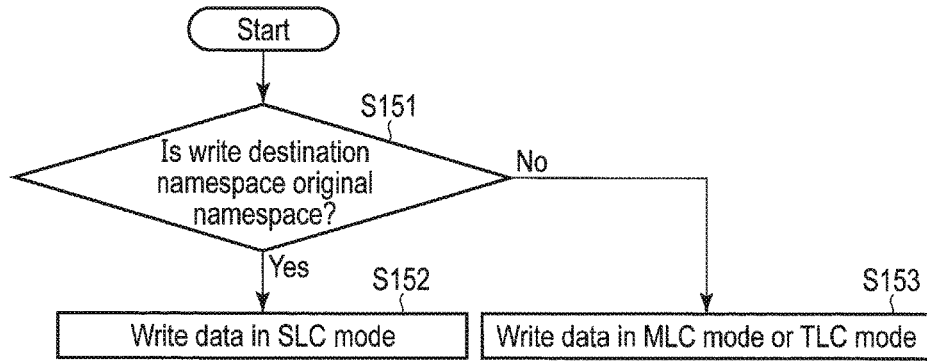 Start
S151
Is write destination
namespace original
namespace?
No
Yes
S152
Write data in SLC mode
S153
Write data in MLC mode or TLC mode